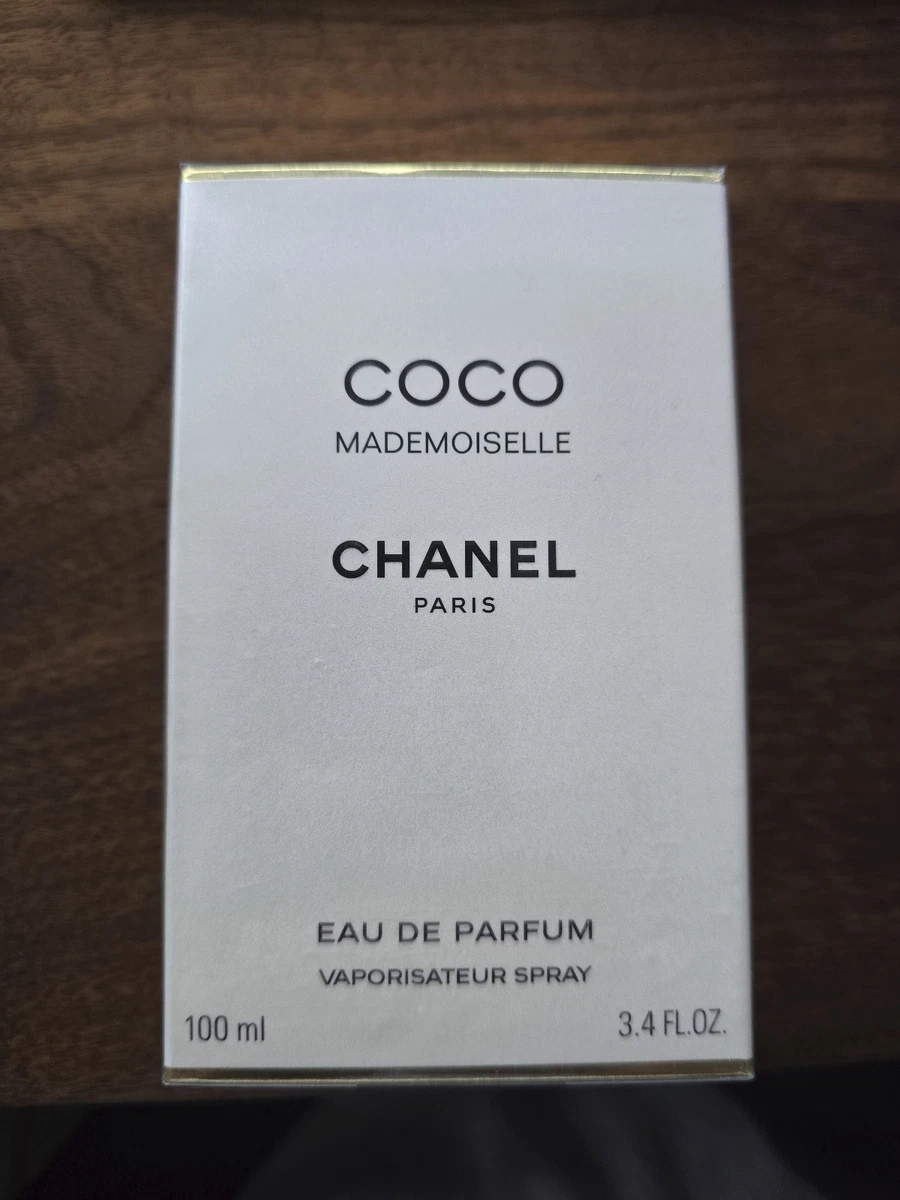 COCO
MADEMOISELLE
CHANEL
PARIS
EAU DE PARFUM
VAPORISATEUR SPRAY
100 ml 3.4 FL.OZ.